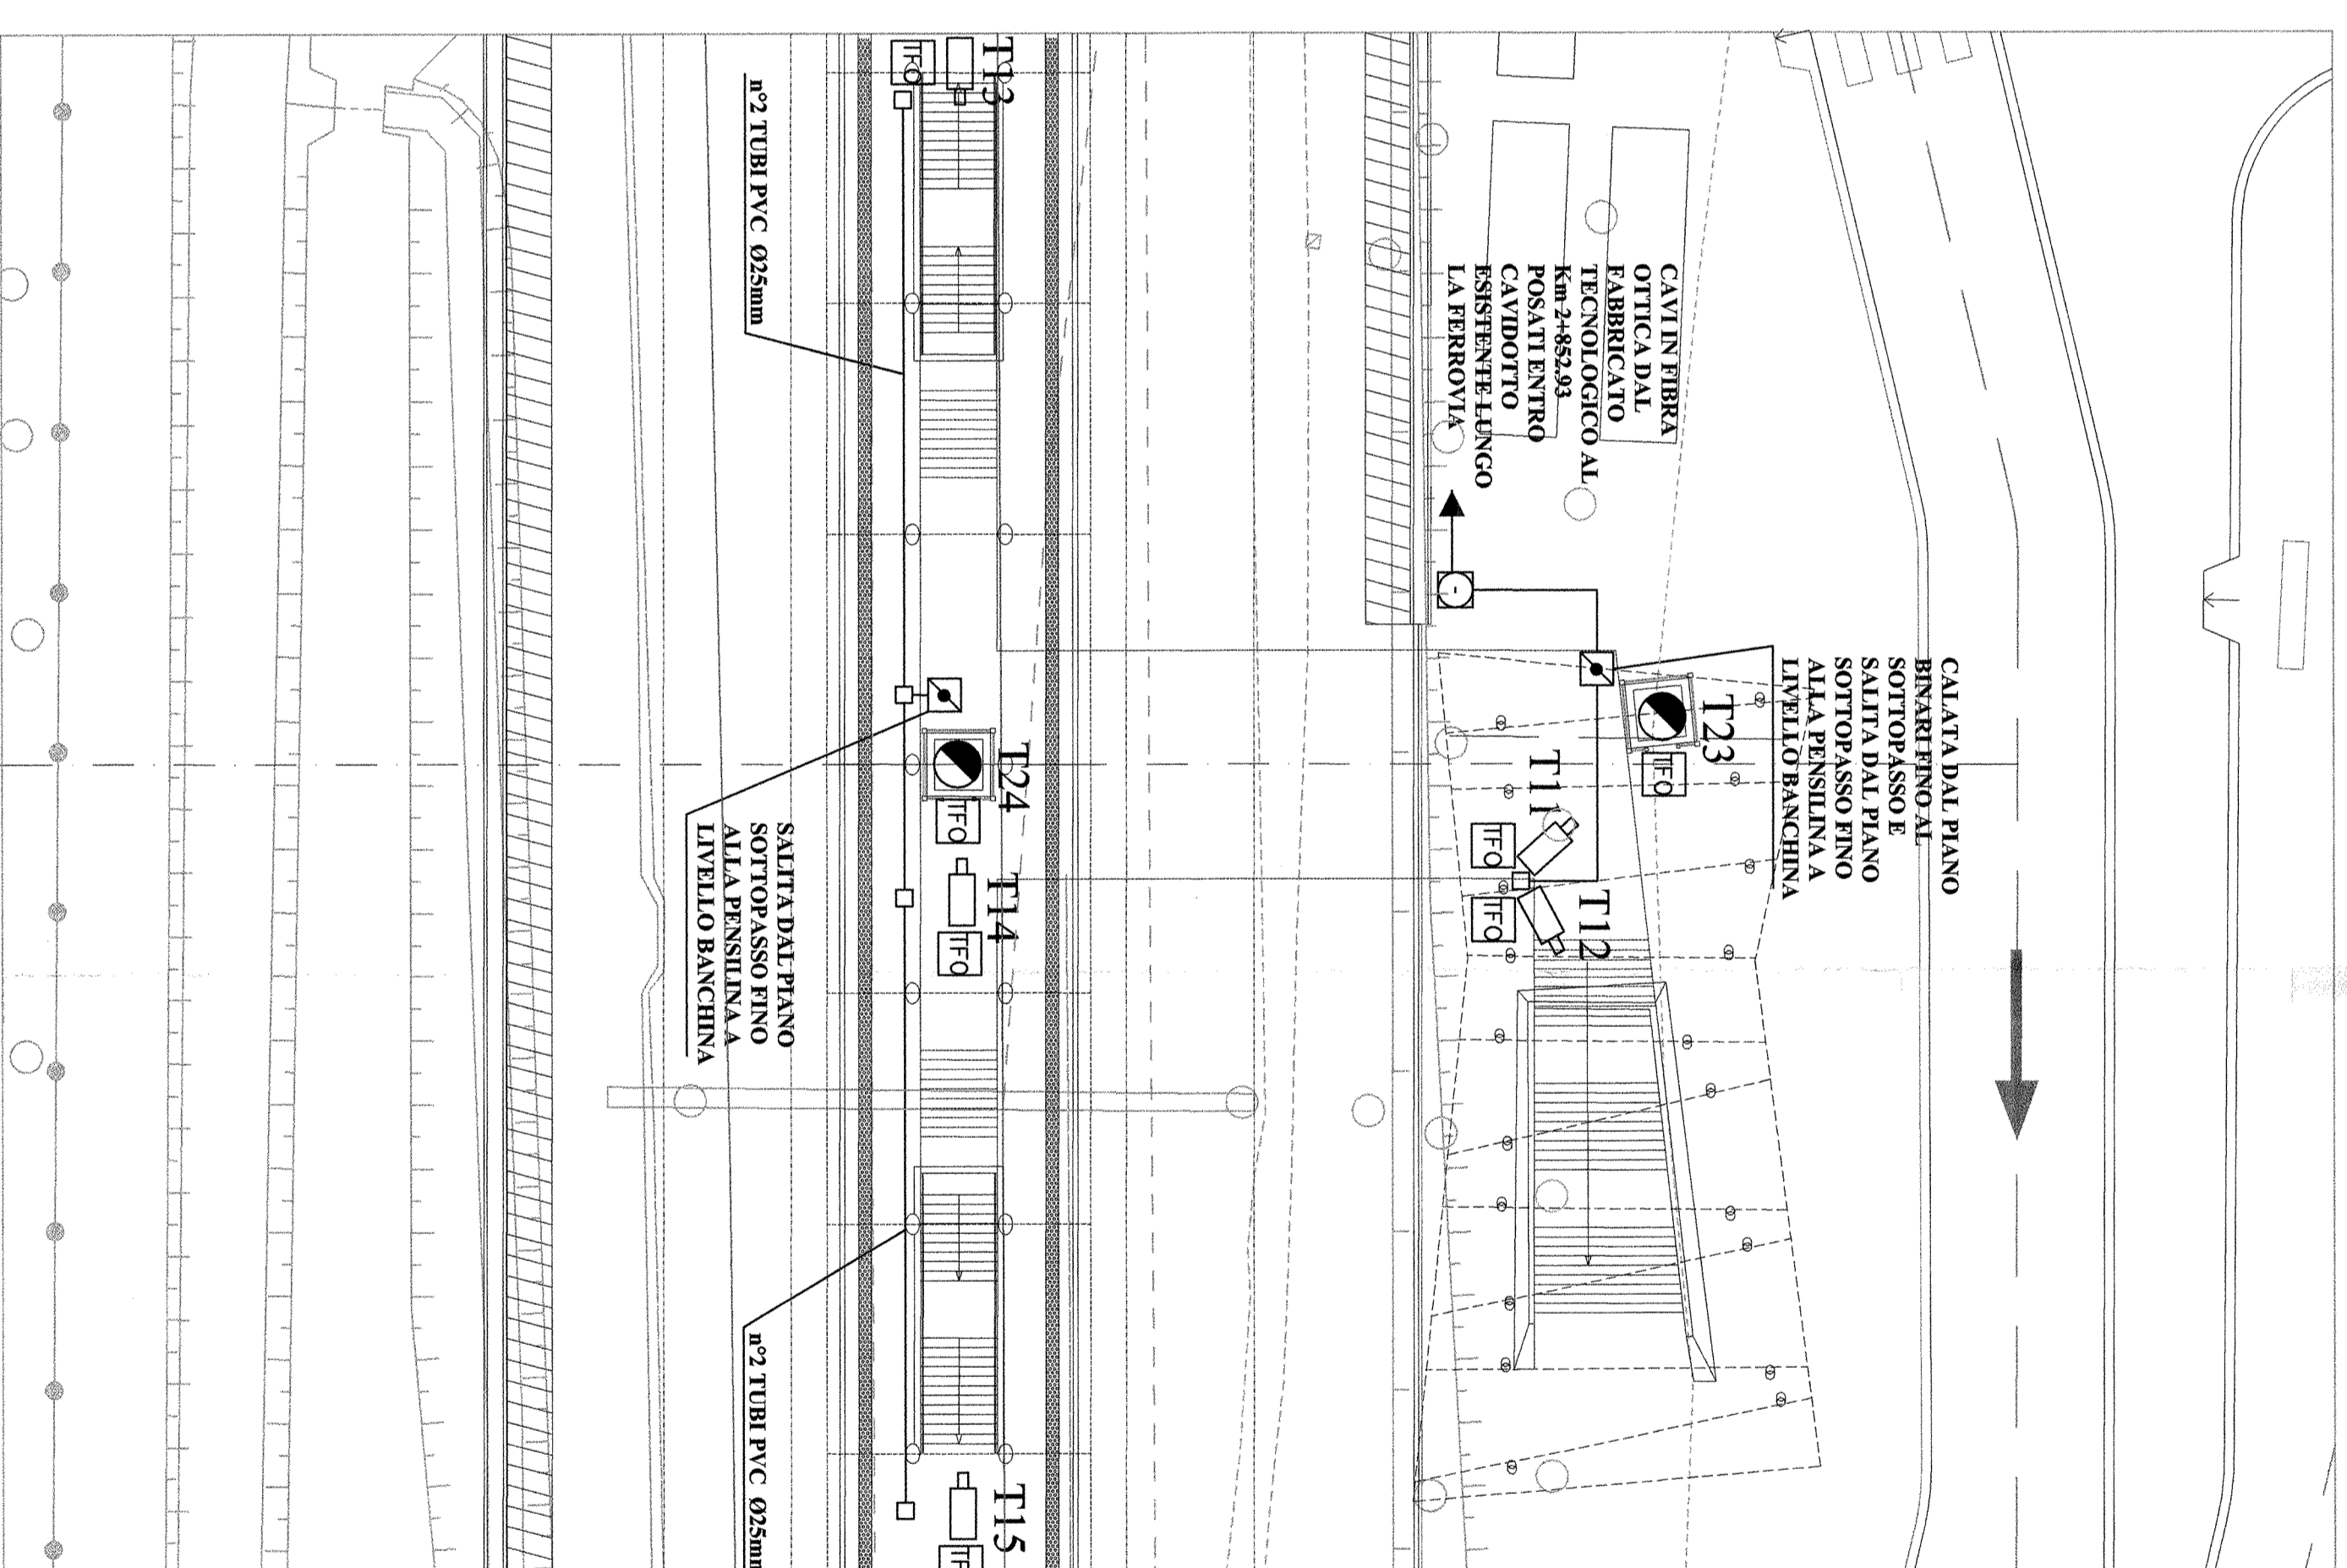 TFO
T13
n°2 TUBI PVC Ø25mm
CAVI IN FIBRA
OTTICA DAL
FABBRICATO
TECNOLOGICO AL
Km 2+852.93
POSATI ENTRO
CAVIDOTTO
ESISTENTE LUNGO
LA FERROVIA
CALATA DAL PIANO
BINARI FINO AL
SOTTOPASSO E
SALITA DAL PIANO
SOTTOPASSO FINO
ALLA PENSILINA A
LIVELLO BANCHINA
T23
TFO
T11
TFO
T12
TFO
T24
TFO
T14
TFO
SALITA DAL PIANO
SOTTOPASSO FINO
ALLA PENSILINA A
LIVELLO BANCHINA
n°2 TUBI PVC Ø25mm
T15